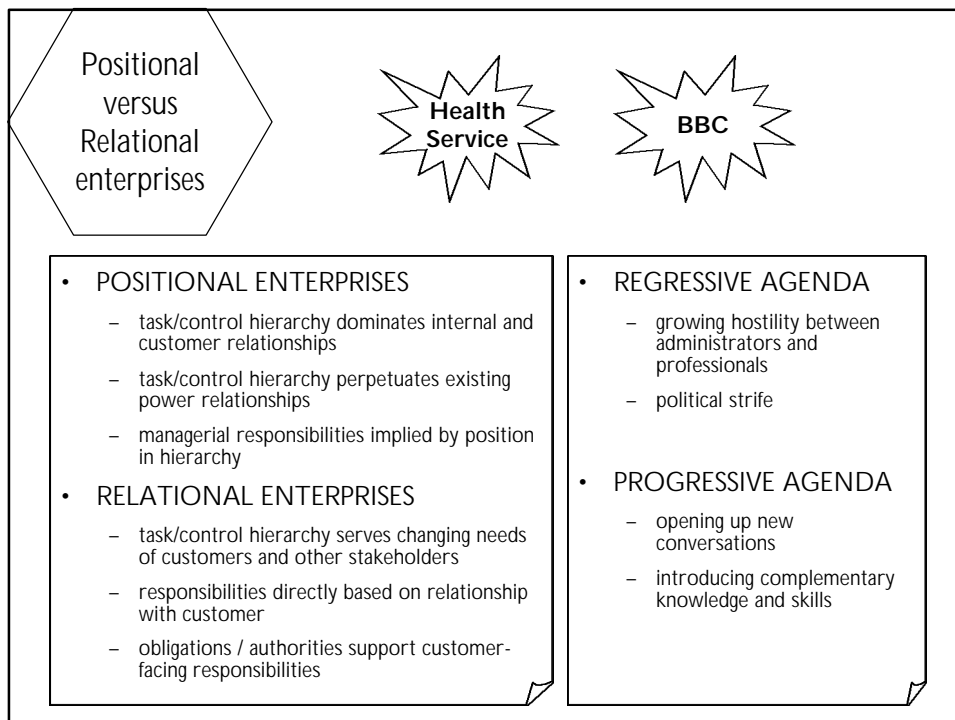 Positional
versus
Relational
enterprises
Health
Service
BBC
• POSITIONAL ENTERPRISES
– task/control hierarchy dominates internal and
customer relationships
– task/control hierarchy perpetuates existing
power relationships
– managerial responsibilities implied by position
in hierarchy
• RELATIONAL ENTERPRISES
– task/control hierarchy serves changing needs
of customers and other stakeholders
– responsibilities directly based on relationship
with customer
– obligations / authorities support customer-
facing responsibilities
• REGRESSIVE AGENDA
– growing hostility between
administrators and
professionals
– political strife
• PROGRESSIVE AGENDA
– opening up new
conversations
– introducing complementary
knowledge and skills